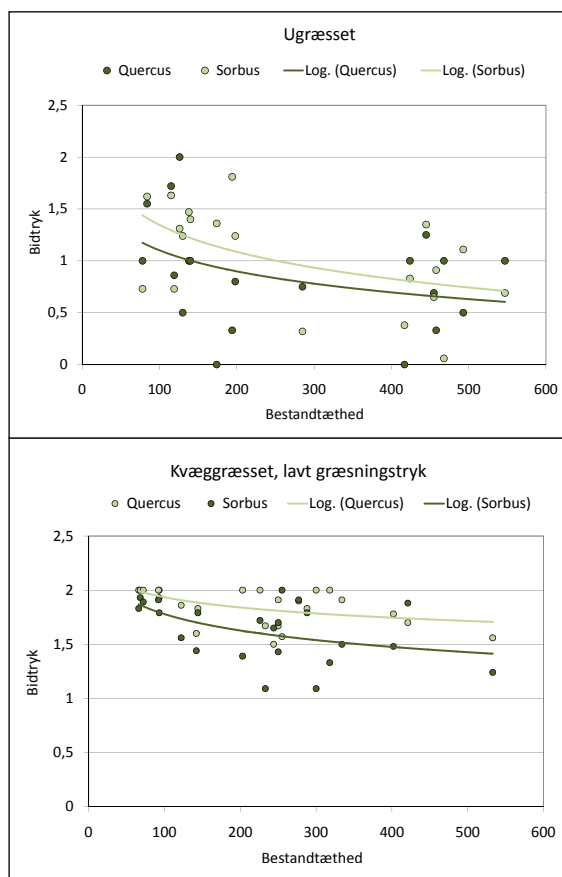 Ugræsset
Quercus Sorbus Log. (Quercus) Log. (Sorbus)
2,5
2
1,5
1
0,5
0
Bidtryk
0 100 200 300 400 500 600
Bestandtæthed
Kvæggræsset, lavt græsningstryk
Quercus Sorbus Log. (Quercus) Log. (Sorbus)
2,5
2
1,5
1
0,5
0
Bidtryk
0 100 200 300 400 500 600
Bestandtæthed